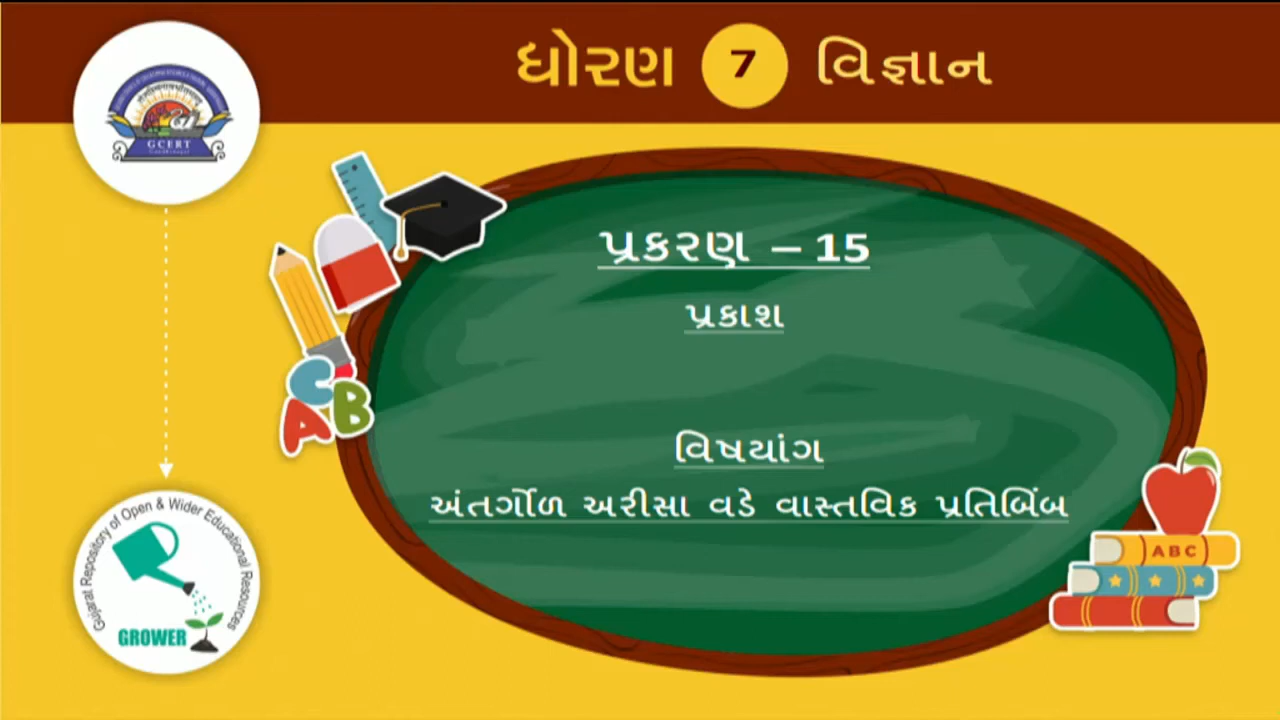 ધોરણ 7 વિજ્ઞાન
GCERT
પ્રકરણ – 15
પ્રકાશ
વિષયાંગ
અંતર્ગોળ અરીસા વડે વાસ્તવિક પ્રતિબિંબ
C
A B
ABC
Gujarat Repository of Open & Wider Educational Resources
GROWER